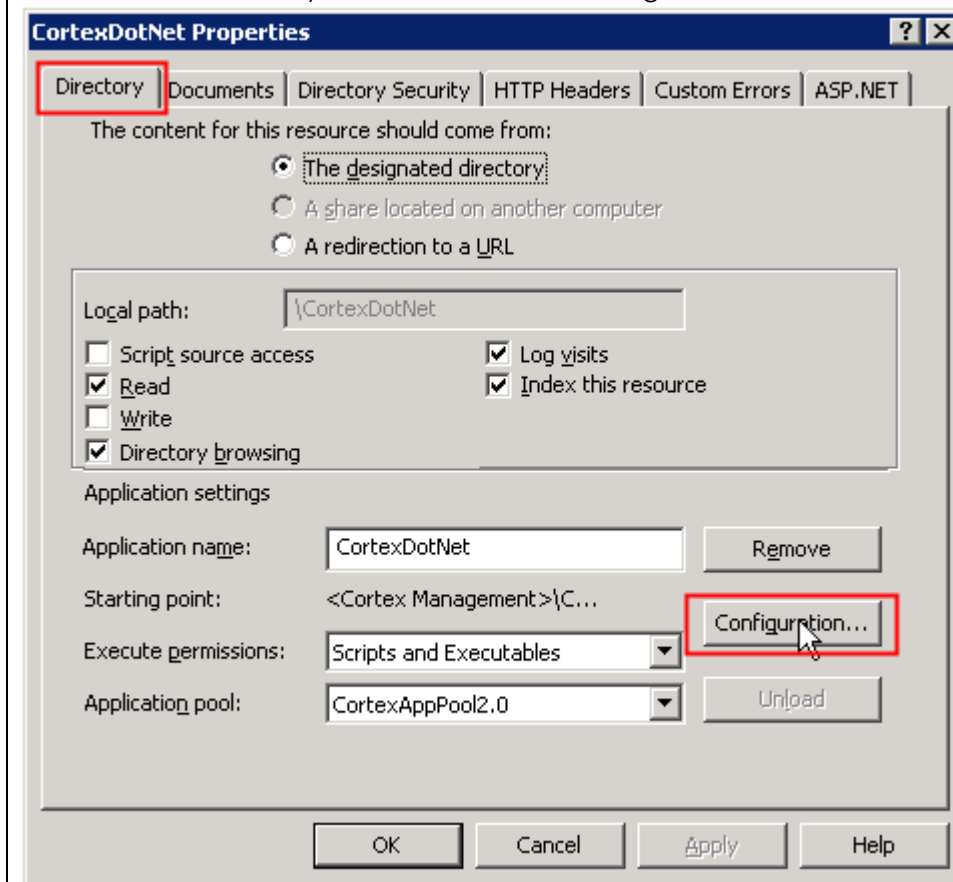 CortexDotNet Properties
Directory Documents Directory Security HTTP Headers Custom Errors ASP.NET
The content for this resource should come from:
The designated directory
A share located on another computer
A redirection to a URL
Local path: \CortexDotNet
Script source access Log visits
Read Index this resource
Write
Directory browsing
Application settings
Application name: CortexDotNet Remove
Starting point: <Cortex Management>\C...
Configuration...
Execute permissions: Scripts and Executables
Application pool: CortexAppPool2.0 Unload
OK Cancel Apply Help